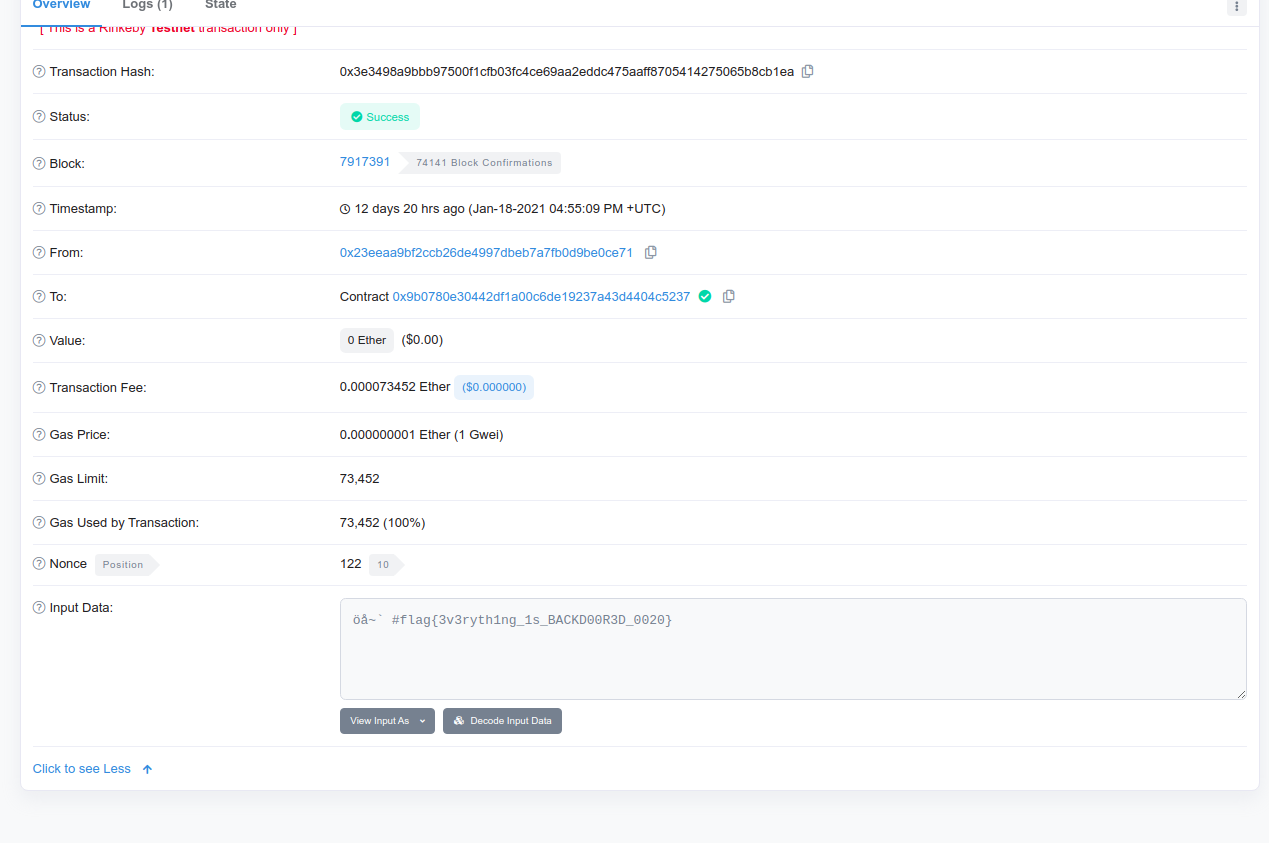 Overview Logs (1) State
[ This is a Rinkeby Testnet transaction only ]
Transaction Hash: 0x3e3498a9bbb97500f1cfb03fc4ce69aa2eddc475aaff8705414275065b8cb1ea
Status: Success
Block: 7917391 74141 Block Confirmations
Timestamp: 12 days 20 hrs ago (Jan-18-2021 04:55:09 PM +UTC)
From: 0x23eeaa9bf2ccb26de4997dbeb7a7fb0d9be0ce71
To: Contract 0x9b0780e30442df1a00c6de19237a43d4404c5237
Value: 0 Ether ($0.00)
Transaction Fee: 0.000073452 Ether ($0.000000)
Gas Price: 0.000000001 Ether (1 Gwei)
Gas Limit: 73,452
Gas Used by Transaction: 73,452 (100%)
Nonce Position 122 10
Input Data: öå~` #flag{3v3ryth1ng_1s_BACKD00R3D_0020}
View Input As Decode Input Data
Click to see Less